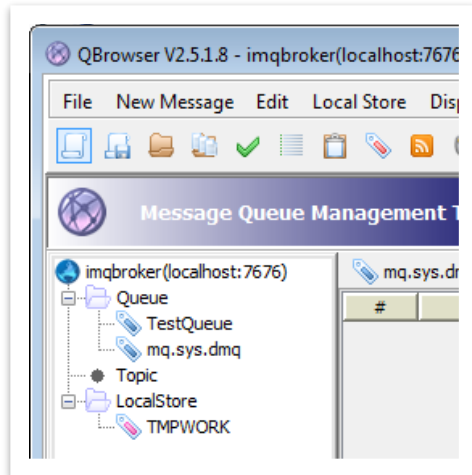 QBrowser V2.5.1.8 - imqbroker(localhost:7676
File New Message Edit Local Store Disp
Message Queue Management T
imqbroker(localhost:7676)
Queue
TestQueue
mq.sys.dmq
Topic
LocalStore
TMPWORK
mq.sys.dm
#